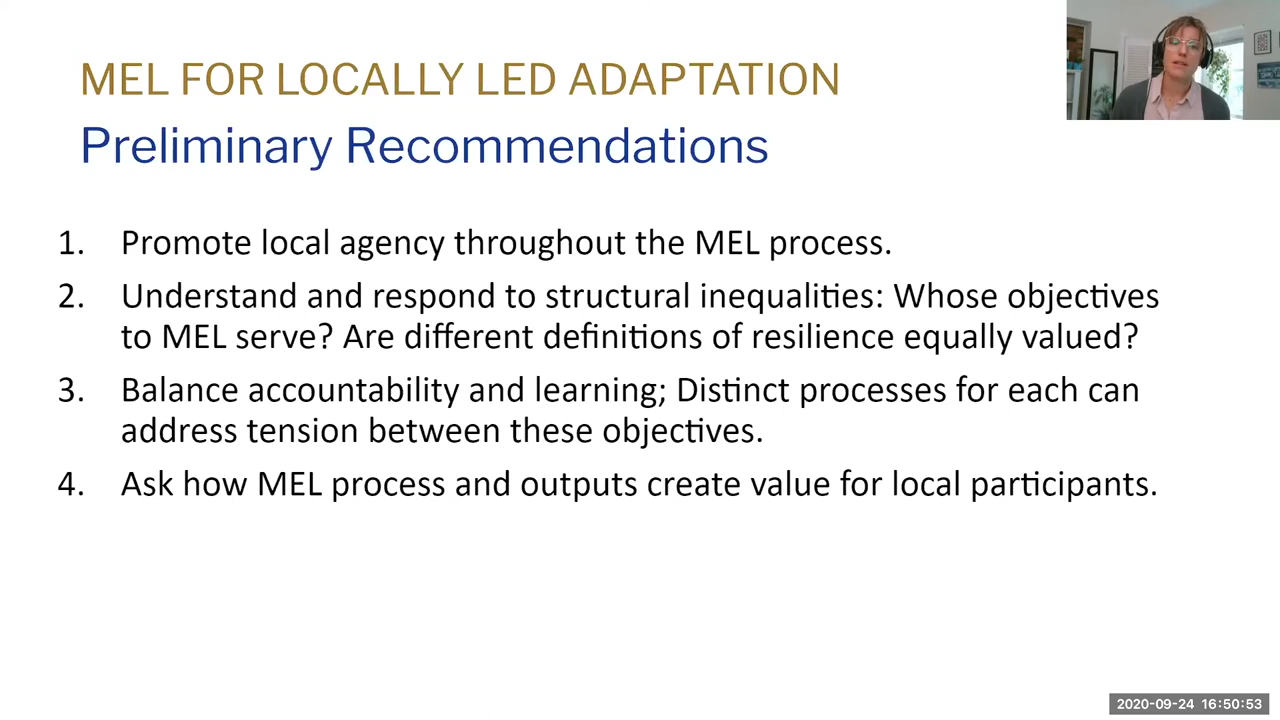 MEL FOR LOCALLY LED ADAPTATION
Preliminary Recommendations
1. Promote local agency throughout the MEL process.
2. Understand and respond to structural inequalities: Whose objectives
to MEL serve? Are different definitions of resilience equally valued?
3. Balance accountability and learning; Distinct processes for each can
address tension between these objectives.
4. Ask how MEL process and outputs create value for local participants.
2020-09-24 16:50:53